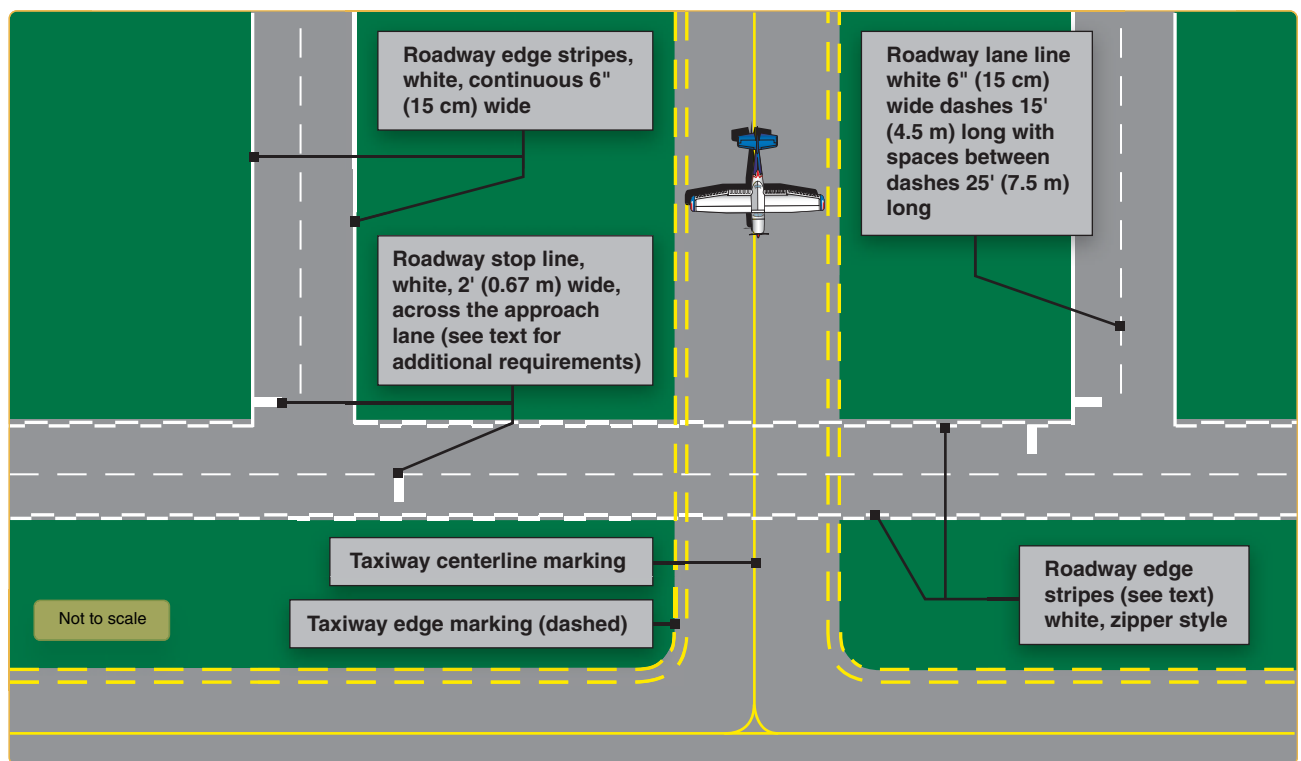 Roadway edge stripes,
white, continuous 6"
(15 cm) wide
Roadway lane line
white 6" (15 cm)
wide dashes 15'
(4.5 m) long with
spaces between
dashes 25' (7.5 m)
long
Roadway stop line,
white, 2' (0.67 m) wide,
across the approach
lane (see text for
additional requirements)
Taxiway centerline marking
Taxiway edge marking (dashed)
Roadway edge
stripes (see text)
white, zipper style
Not to scale